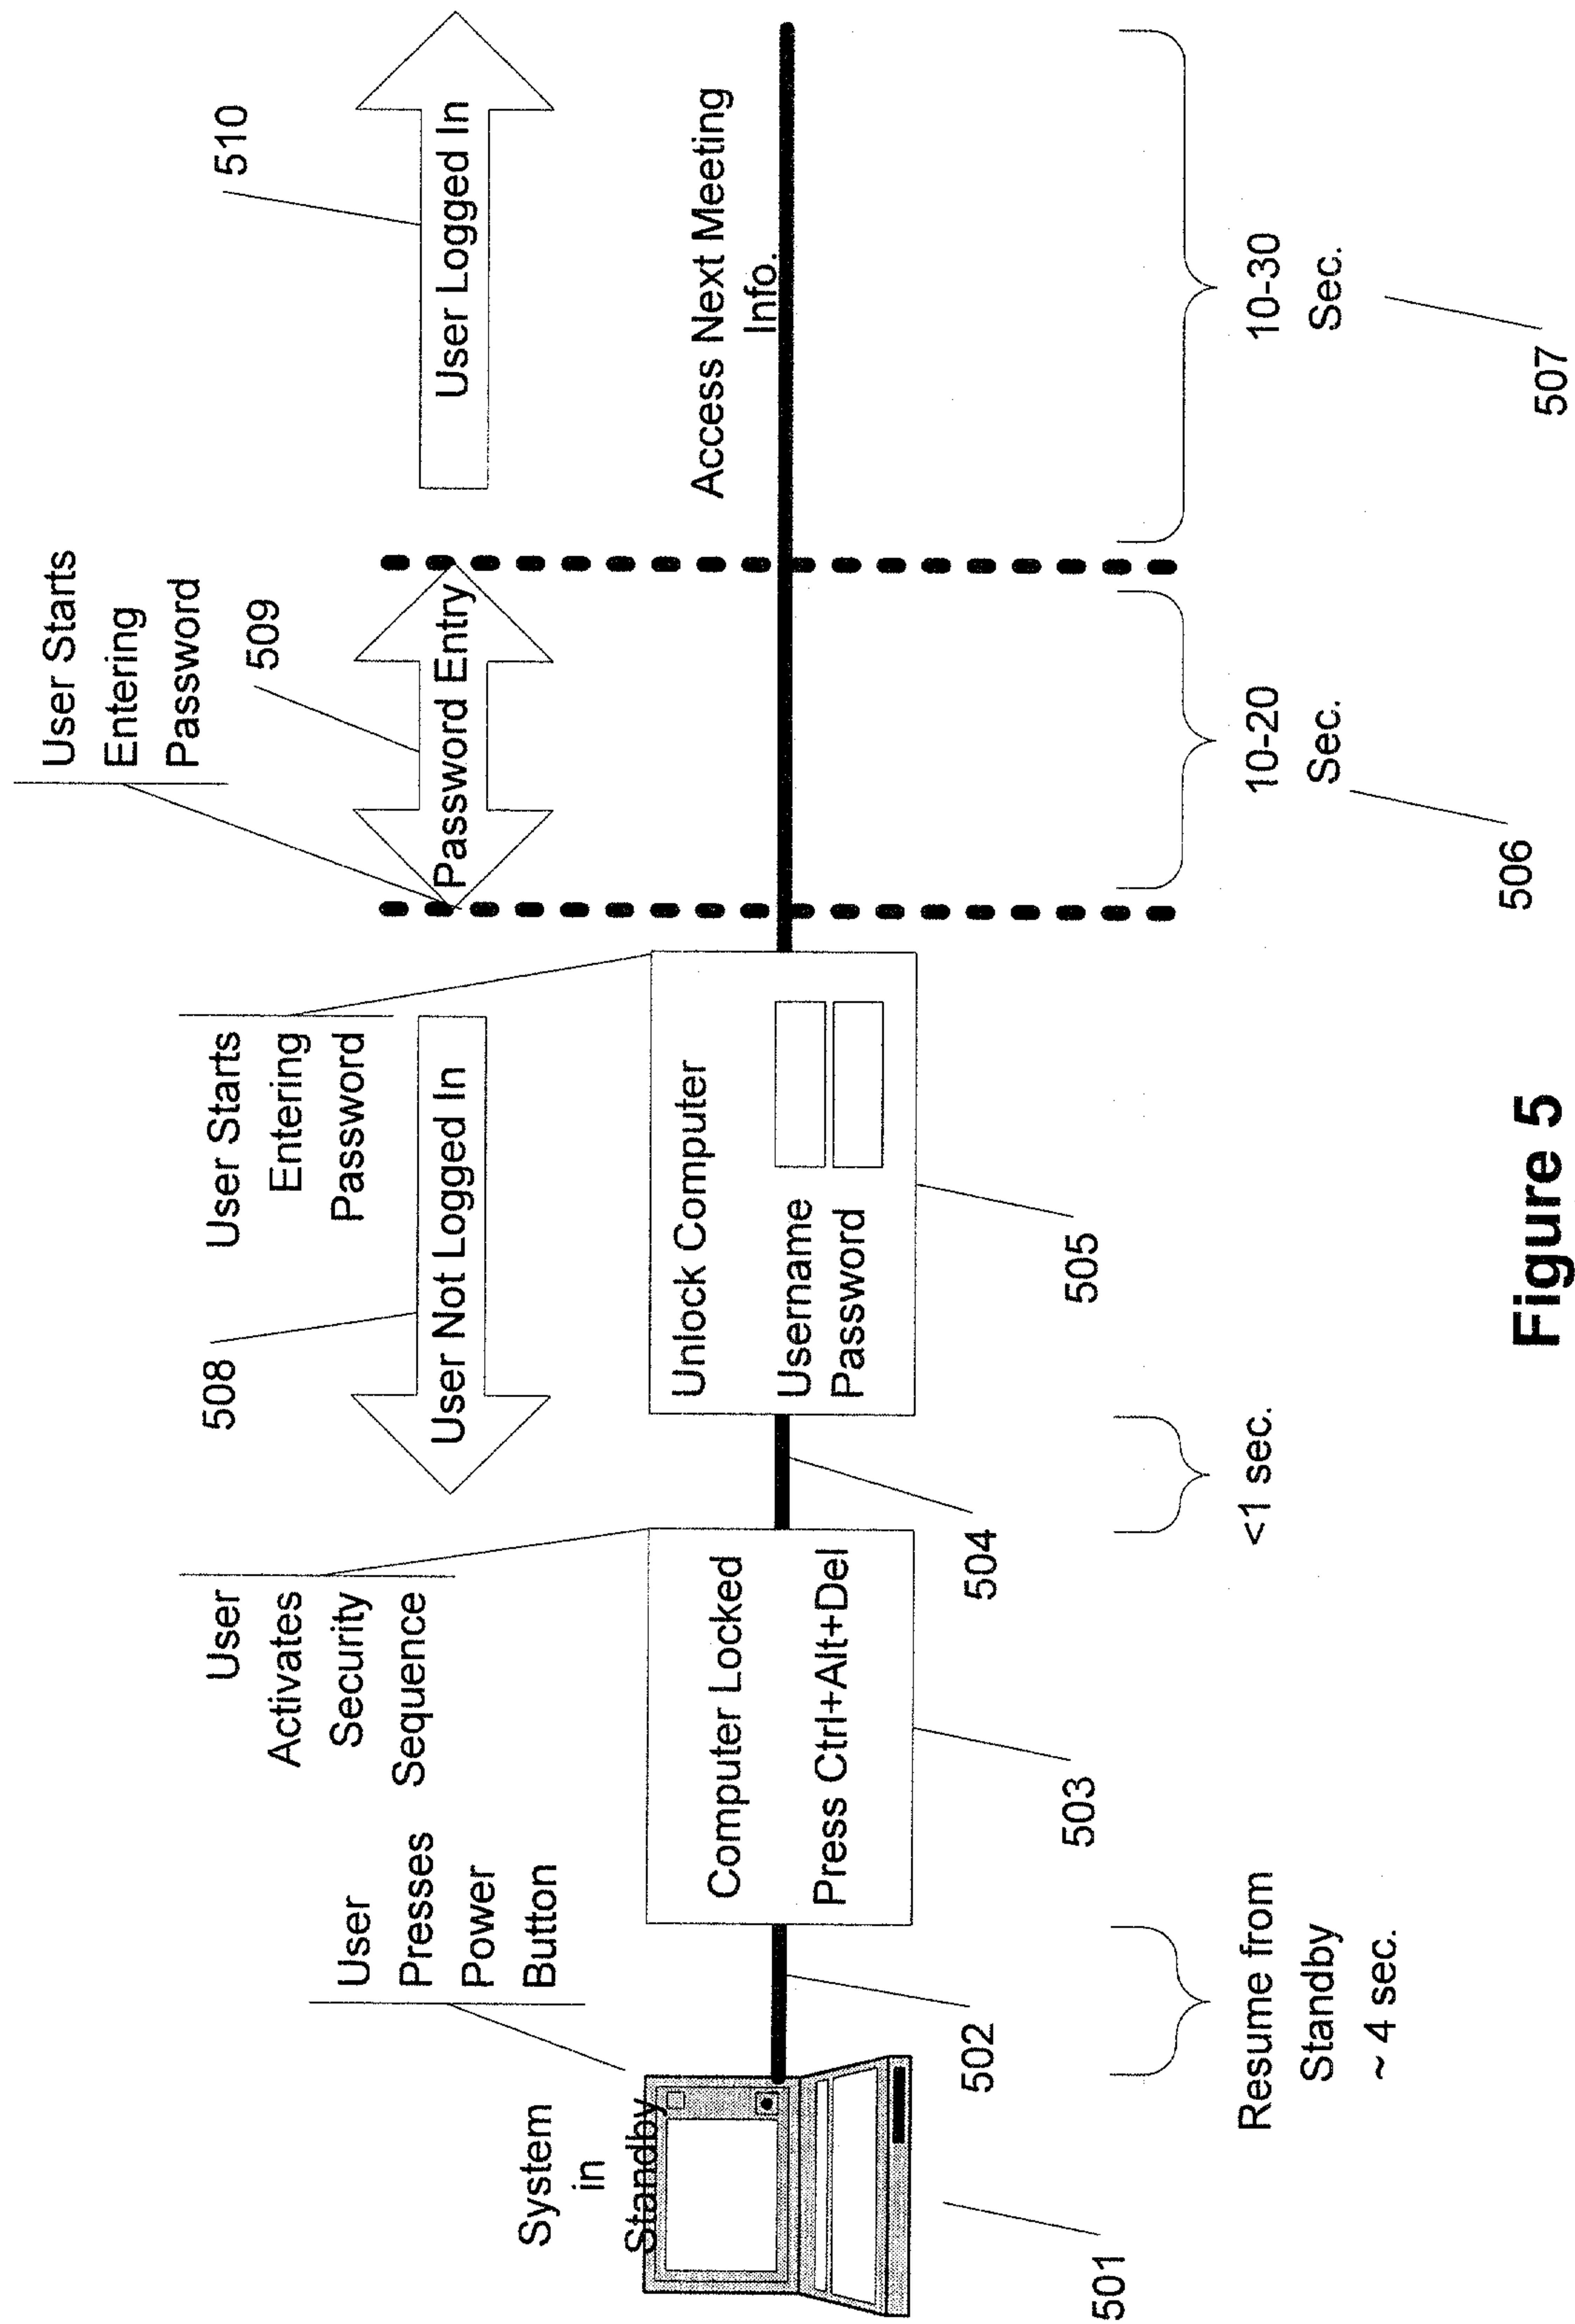 System
in
Standby
501
User
Presses
Power
Button
502
Resume from
Standby
~ 4 sec.
User
Activates
Security
Sequence
Computer Locked
Press Ctrl+Alt+Del
503
504
<1 sec.
508
User Not Logged In
User Starts
Entering
Password
Unlock Computer
Username
Password
505
User Starts
Entering
Password
509
Password Entry
10-20
Sec.
506
510
User Logged In
Access Next Meeting
Info.
10-30
Sec.
507
Figure 5